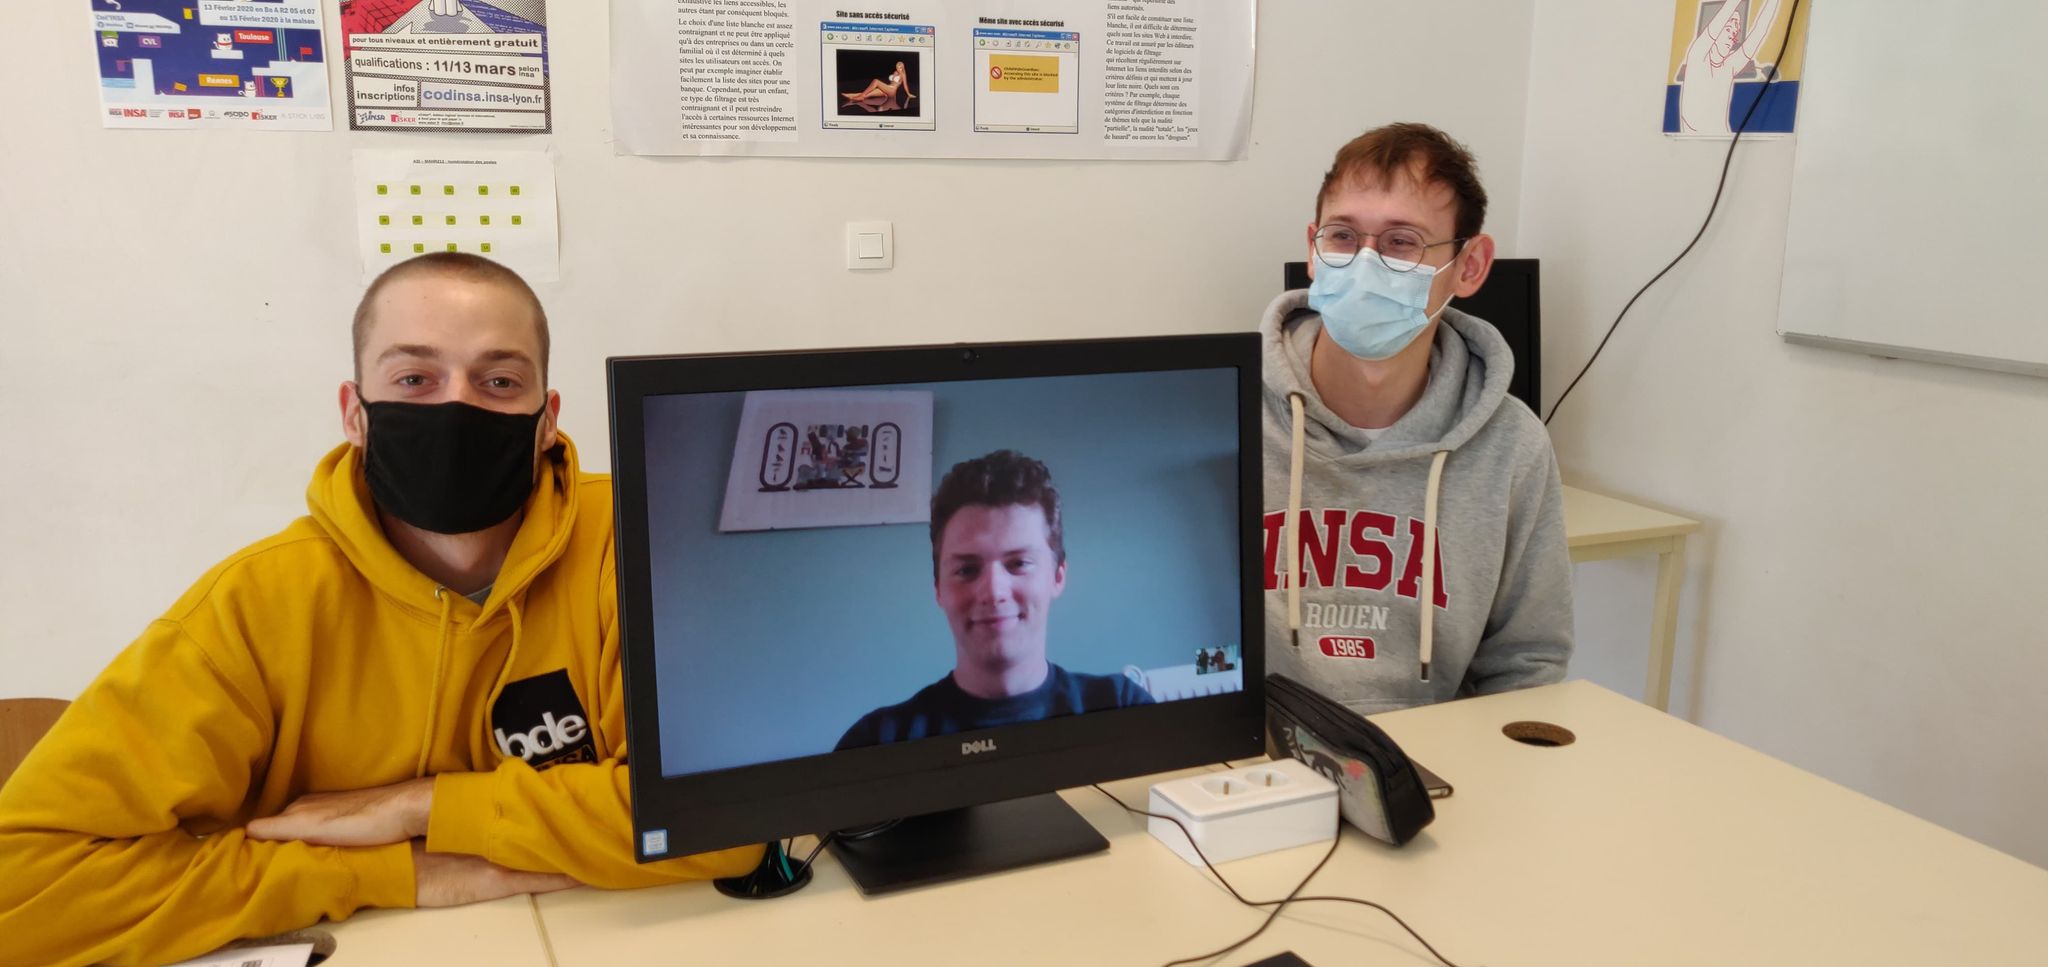 13 Février 2020 en Bo A R2 05 et 07
ou 15 Février 2020 à la maison
CVL
Toulouse
Rennes
INSA
INSA
ESKER
pour tous niveaux et entièrement gratuit
qualifications : 11/13 mars selon insa
infos
inscriptions
codinsa.insa-lyon.fr
INSA
ESKER
exhaustive les liens accessibles, les
autres étant par conséquent bloqués.
Le choix d'une liste blanche est assez
contraignant et ne peut être appliqué
qu'à des entreprises ou dans un cercle
familial où il est déterminé à quels
sites les utilisateurs ont accès. On
peut par exemple imaginer établir
facilement la liste des sites pour une
banque. Cependant, pour un enfant,
ce type de filtrage est très
contraignant et il peut restreindre
l'accès à certaines ressources Internet
intéressantes pour son développement
et sa connaissance.
Site sans accès sécurisé
Même site avec accès sécurisé
liens autorisés.
S'il est facile de constituer une liste
blanche, il est difficile de déterminer
quels sont les sites Web à interdire.
Ce travail est assuré par les éditeurs
de logiciels de filtrage
qui récoltent régulièrement sur
Internet les liens interdits selon des
critères définis et qui mettent à jour
leur liste noire. Quels sont ces
critères ? Par exemple, chaque
système de filtrage détermine des
catégories d'interdiction en fonction
de thèmes tels que la nudité
"partielle", la nudité "totale", les "jeux
de hasard" ou encore les "drogues".
bde
INSA
DELL
INSA
ROUEN
1985